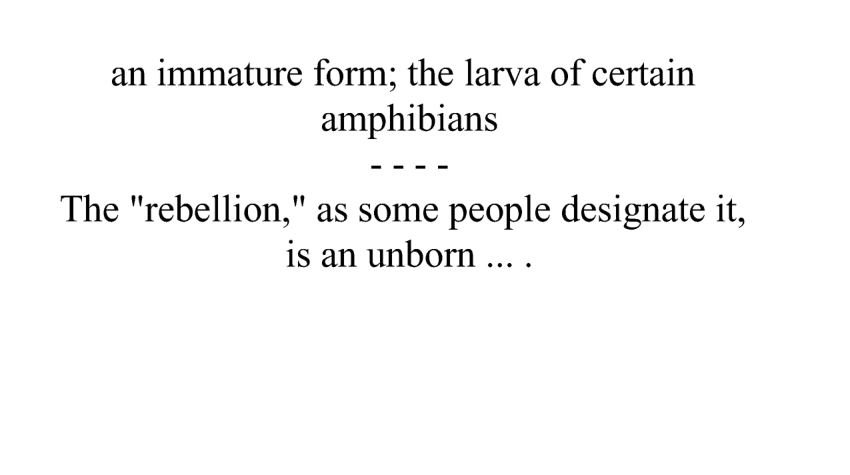 an immature form; the larva of certain
amphibians
- - - -
The "rebellion," as some people designate it,
is an unborn ... .